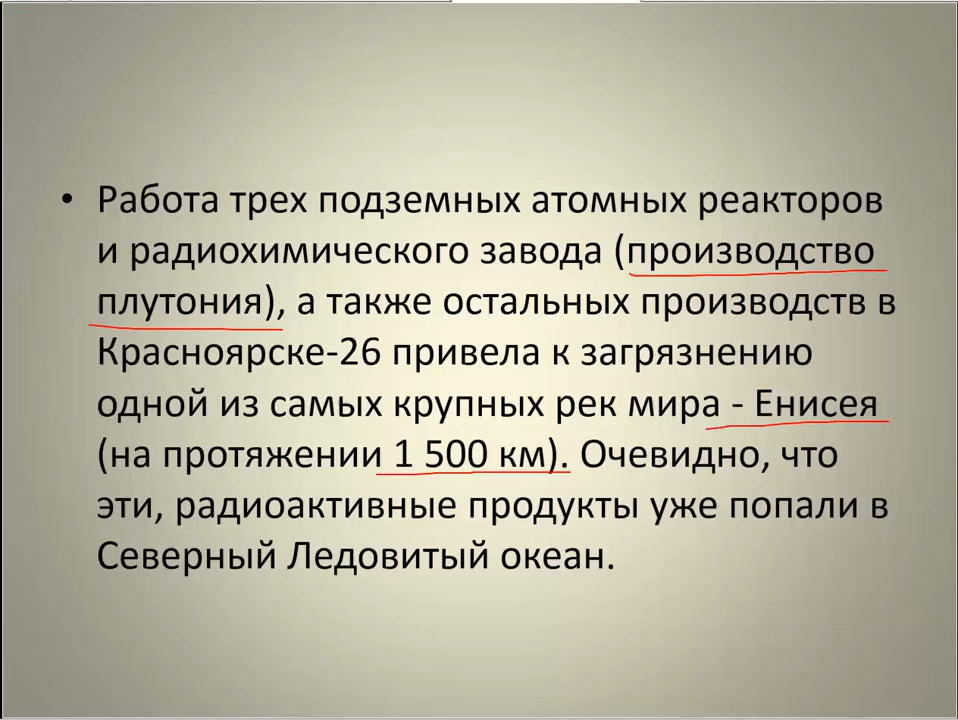 • Работа трех подземных атомных реакторов
и радиохимического завода (производство
плутония), а также остальных производств в
Красноярске-26 привела к загрязнению
одной из самых крупных рек мира - Енисея
(на протяжении 1 500 км). Очевидно, что
эти, радиоактивные продукты уже попали в
Северный Ледовитый океан.